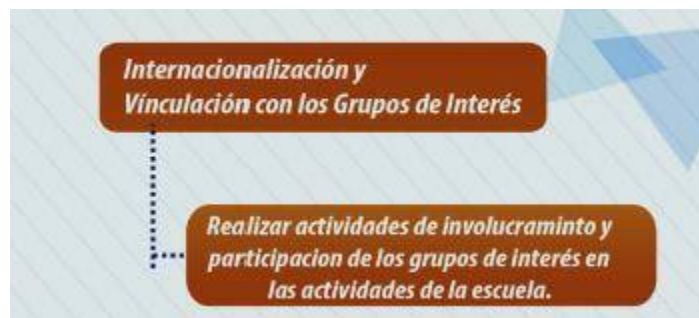 Internacionalización y
Vínculación con los Grupos de Interés
Realizar actividades de involucraminto y
participacion de los grupos de interés en
las actividades de la escuela.